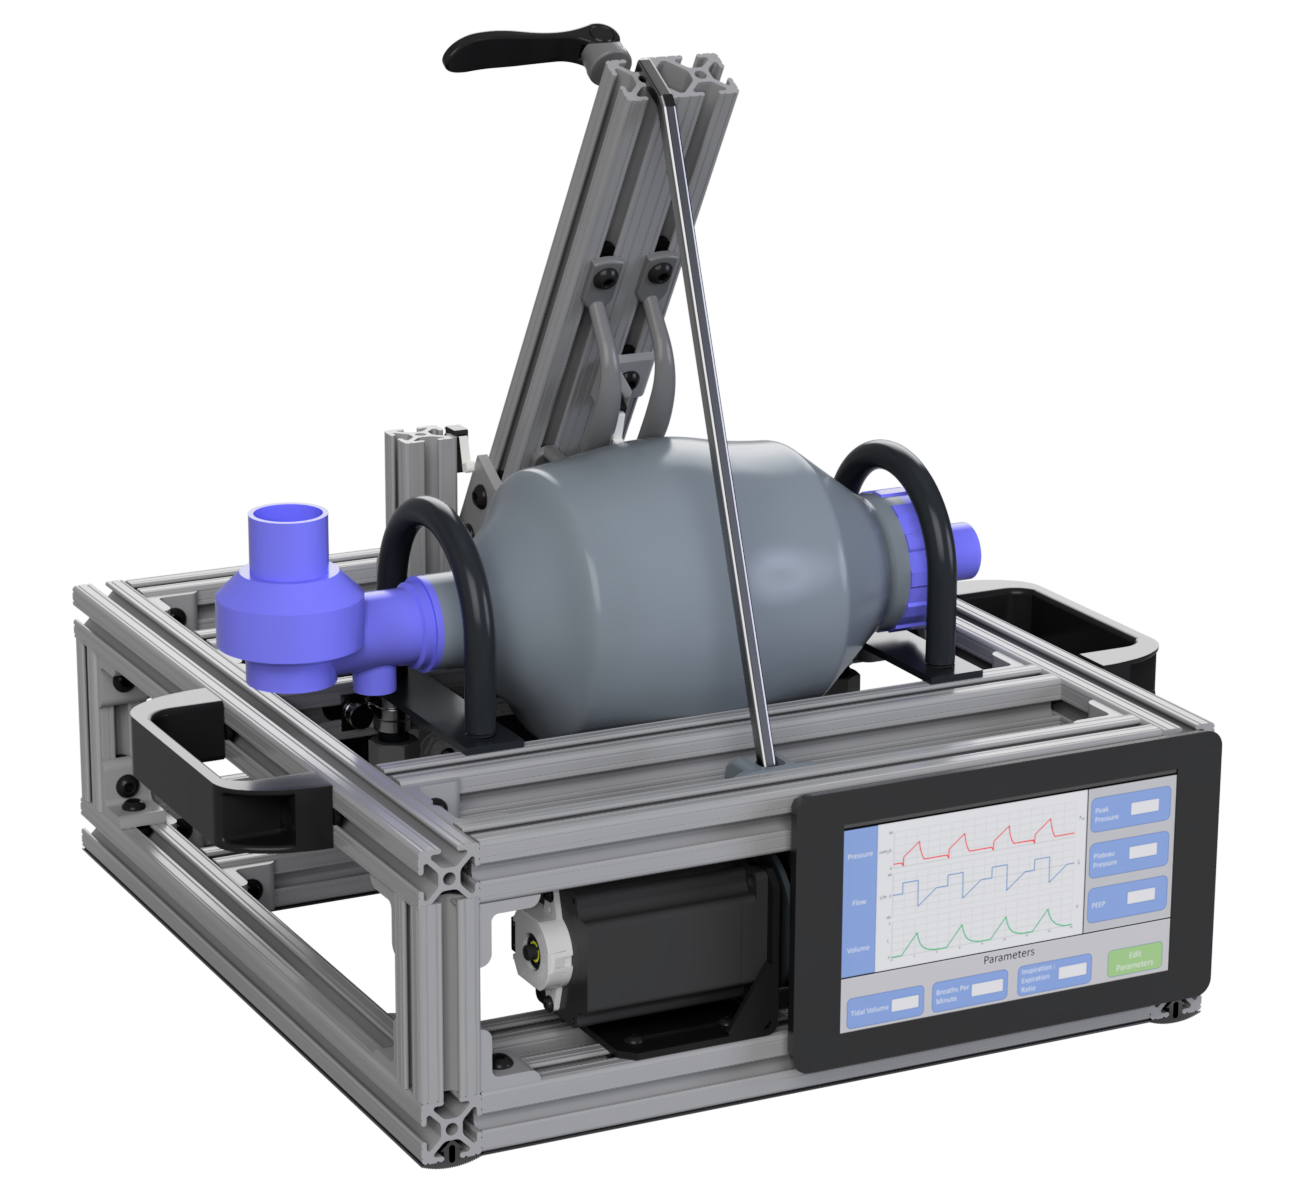 Pressure
Flow
Volume
Peak
Pressure
Plateau
Pressure
PEEP
Parameters
Tidal Volume
Breaths Per
Minute
Inspiration :
Expiration
Ratio
Edit
Parameters